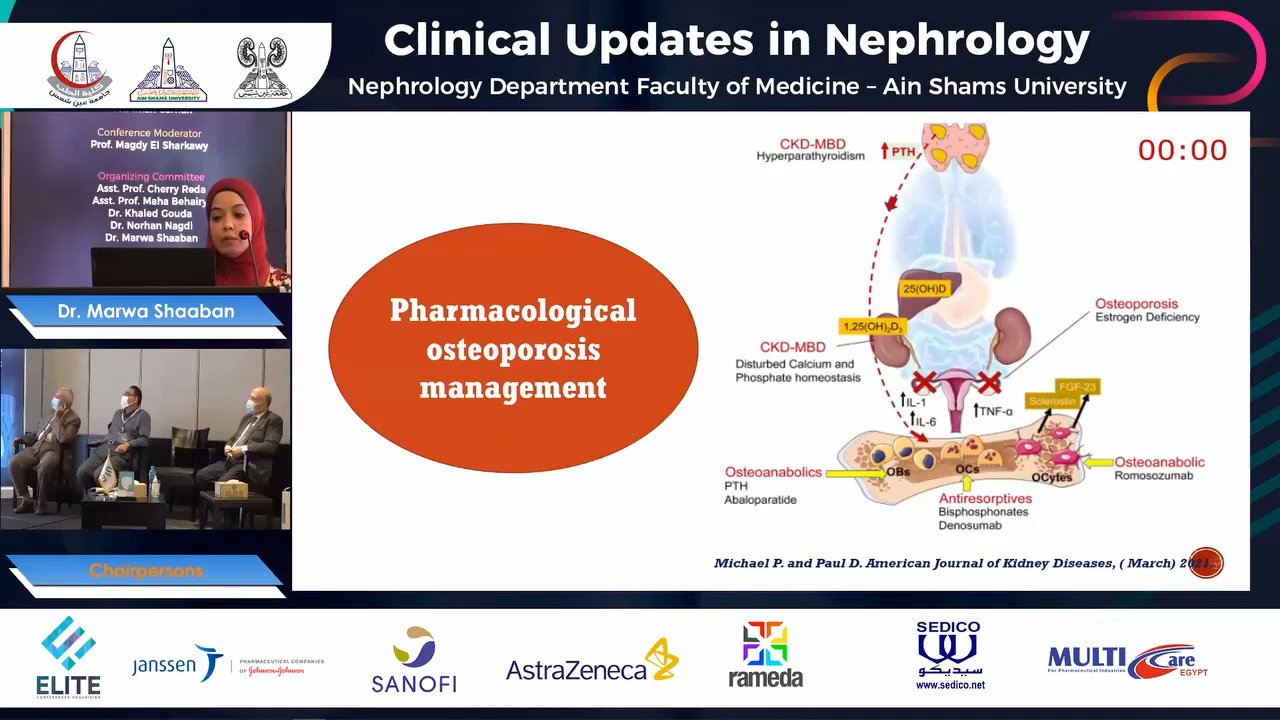 Clinical Updates in Nephrology
Nephrology Department Faculty of Medicine – Ain Shams University
AIN SHAMS UNIVERSITY
Conference Moderator
Prof. Magdy El Sharkawy
Organizing Committee
Asst. Prof. Cherry Reda
Asst. Prof. Maha Behairy
Dr. Khaled Gouda
Dr. Norhan Nagdi
Dr. Marwa Shaaban
Dr. Marwa Shaaban
ELITE
Chairpersons
Pharmacological
osteoporosis
management
00:00
CKD-MBD
Hyperparathyroidism
PTH
25(OH)D
1,25(OH)₂D₃
CKD-MBD
Disturbed Calcium and
Phosphate homeostasis
Osteoporosis
Estrogen Deficiency
IL-1
IL-6
TNF-α
FGF-23
Sclerostin
OBs
OCs
OCytes
Osteoanabolics
PTH
Abaloparatide
Antiresorptives
Bisphosphonates
Denosumab
Osteoanabolic
Romosozumab
Michael P. and Paul D. American Journal of Kidney Diseases, ( March) 2021.
ELITE
CONFERENCES ORGANIZING
janssen
PHARMACEUTICAL COMPANIES
OF Johnson&Johnson
SANOFI
AstraZeneca
rameda
SEDICO
سيديكو
www.sedico.net
MULTI Care
For Pharmaceutical Industries
EGYPT